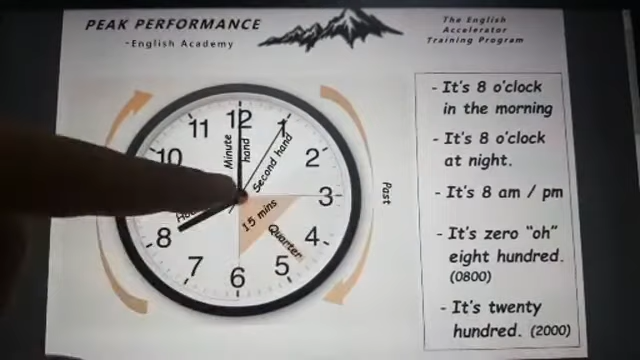 PEAK PERFORMANCE
-English Academy
The English
Accelerator
Training Program
11
12
1
10
2
3
4
5
6
7
8
Minute
hand
Second hand
15 mins
Quarter
Past
- It's 8 o'clock
in the morning
- It's 8 o'clock
at night.
- It's 8 am / pm
- It's zero "oh"
eight hundred.
(0800)
- It's twenty
hundred. (2000)